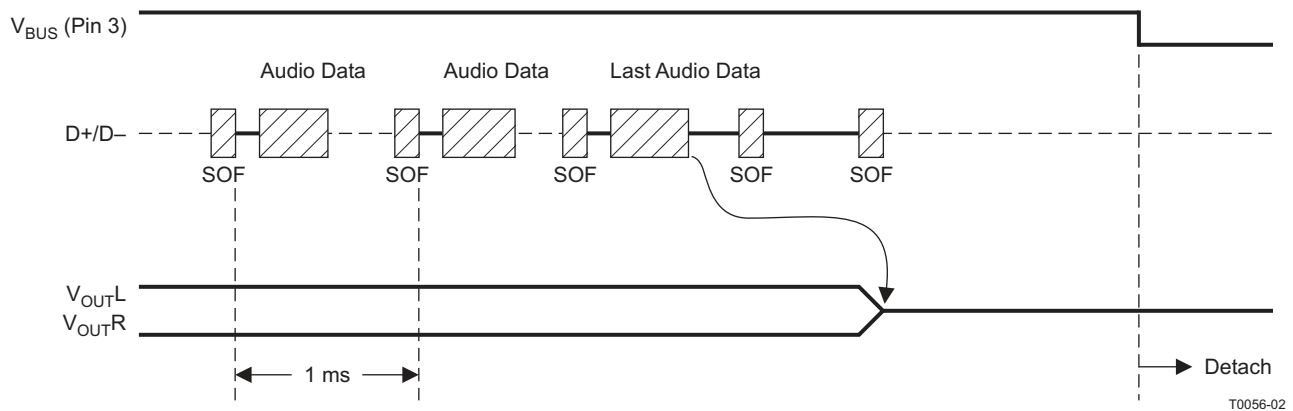 VBUS (Pin 3)
Audio Data
Audio Data
Last Audio Data
D+/D–
SOF
SOF
SOF
SOF
SOF
VOUTL
VOUTR
1 ms
Detach
T0056-02